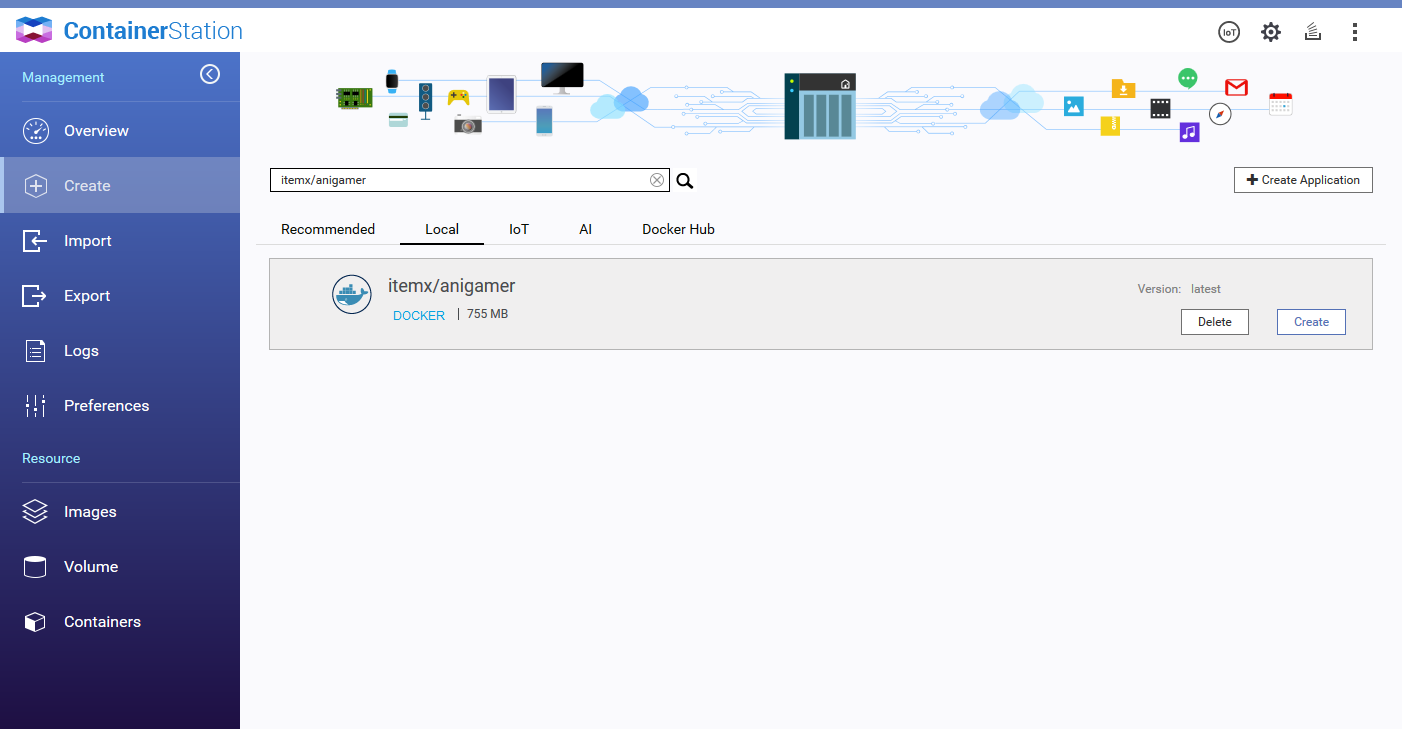 ContainerStation
IoT
Management
Overview
Create
Import
Export
Logs
Preferences
Resource
Images
Volume
Containers
itemx/anigamer
Create Application
Recommended
Local
IoT
AI
Docker Hub
itemx/anigamer
Version: latest
DOCKER | 755 MB
Delete
Create